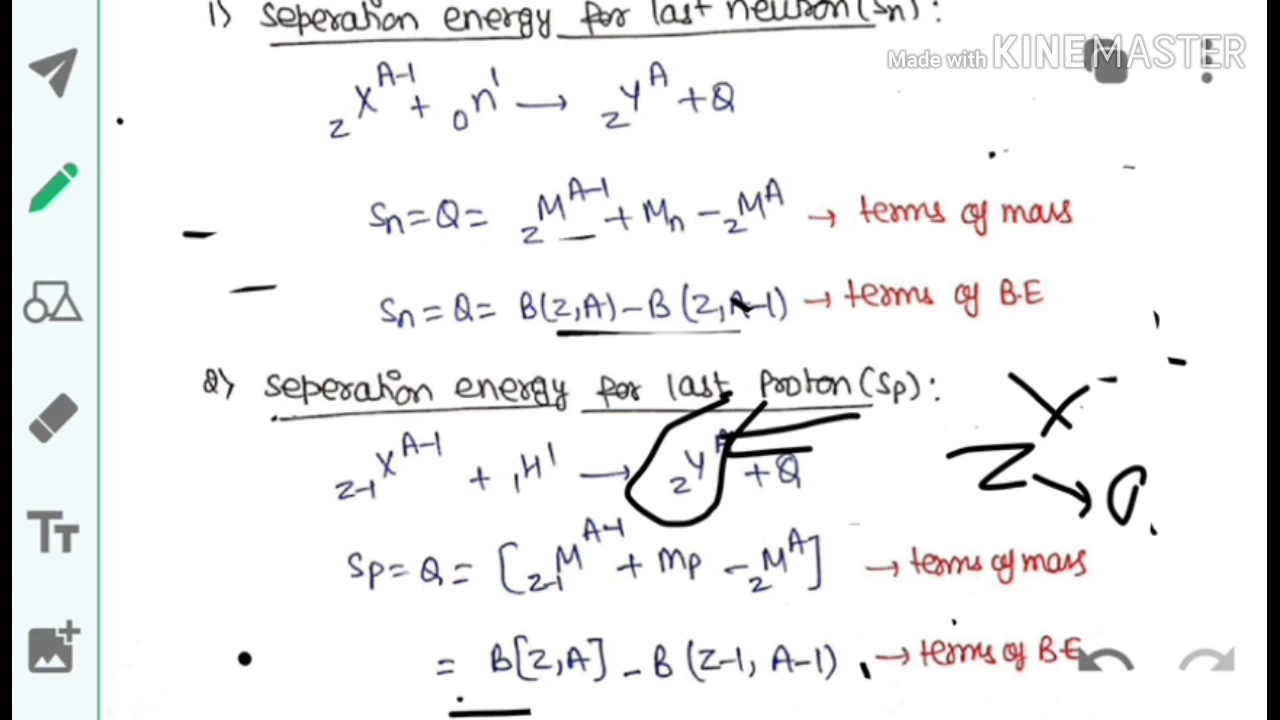 1) Seperation energy for last neutron(Sn):
Made with KINEMASTER
zX^A-1 + 0n^1 → zY^A + Q
Sn = Q = zM^A-1 + Mn - zM^A → terms of mass
Sn = Q = B(Z,A) - B(Z,A-1) → terms of B.E
2) Seperation energy for last Proton(Sp):
z-1X^A-1 + 1H^1 → zY^A + Q
X
Z →
Sp = Q = [z-1M^A-1 + mp - zM^A] → terms of mass
= B[Z,A] - B(Z-1, A-1) → terms of B.E
TT